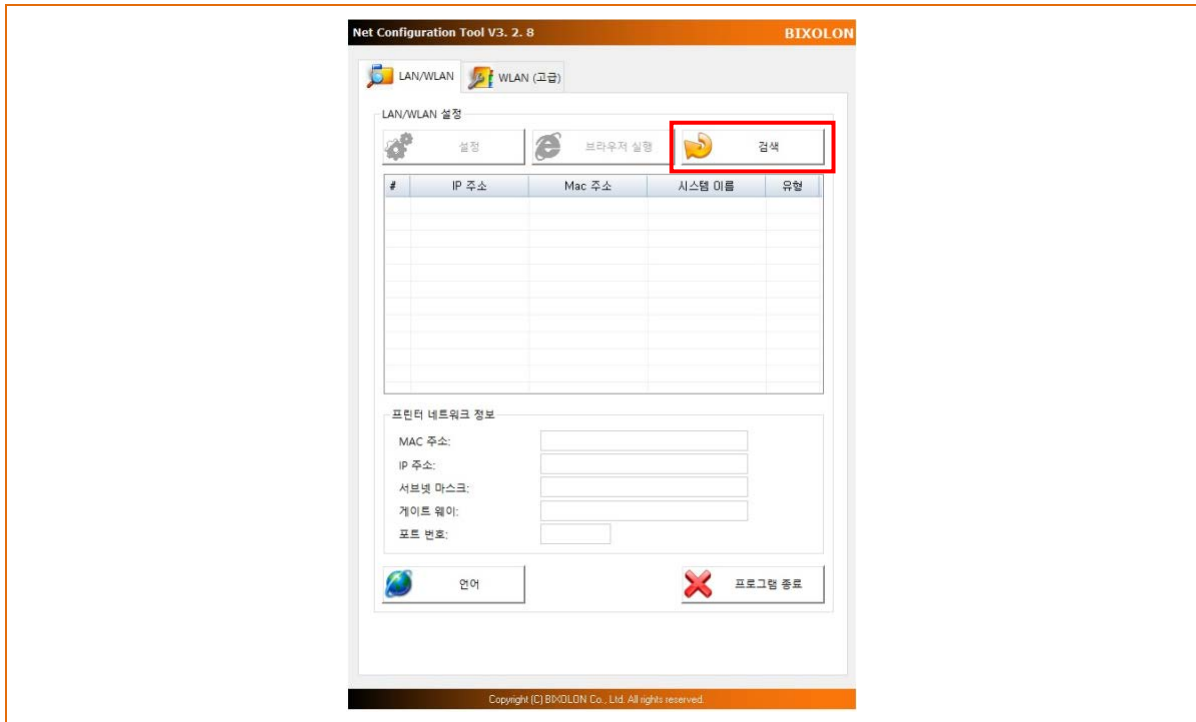 Net Configuration Tool V3. 2. 8 BIXOLON
LAN/WLAN WLAN (고급)
LAN/WLAN 설정
설정 브라우저 실행 검색
# IP 주소 Mac 주소 시스템 이름 유형
프린터 네트워크 정보
MAC 주소:
IP 주소:
서브넷 마스크:
게이트 웨이:
포트 번호:
언어 프로그램 종료
Copyright (C) BIXOLON Co., Ltd. All rights reserved.